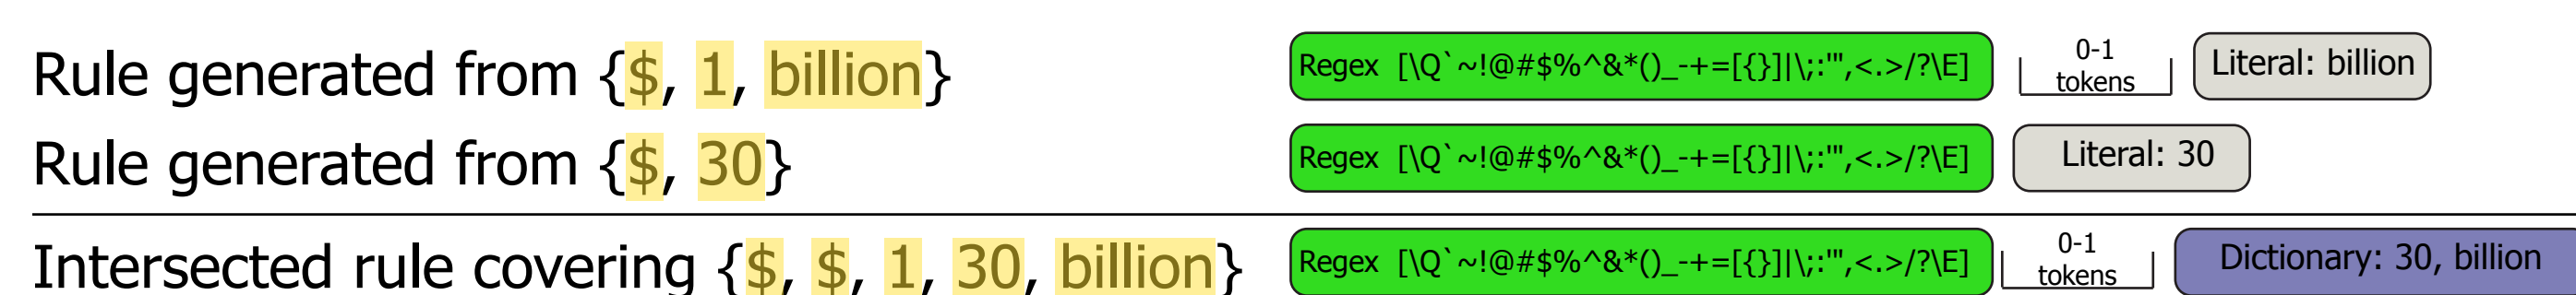 Rule generated from {$, 1, billion} Regex [\Q`~!@#$%^&*()_-+=[{}]|\;:'",<.>/?\E] 0-1 tokens Literal: billion
Rule generated from {$, 30} Regex [\Q`~!@#$%^&*()_-+=[{}]|\;:'",<.>/?\E] Literal: 30
Intersected rule covering {$, $, 1, 30, billion} Regex [\Q`~!@#$%^&*()_-+=[{}]|\;:'",<.>/?\E] 0-1 tokens Dictionary: 30, billion